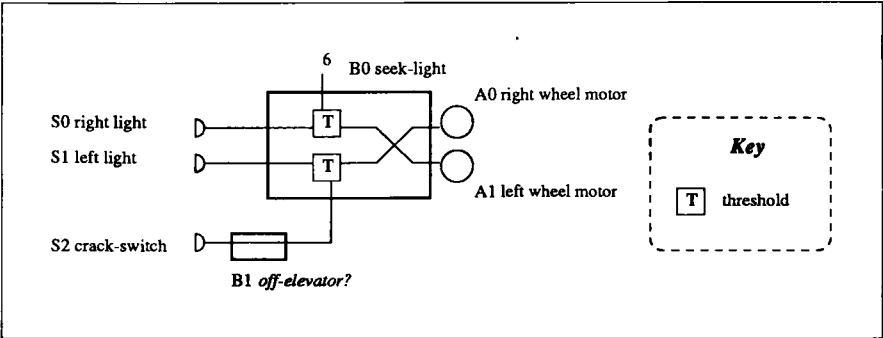 6
B0 seek-light
A0 right wheel motor
S0 right light
T
S1 left light
T
A1 left wheel motor
S2 crack-switch
B1 off-elevator?
Key
T threshold